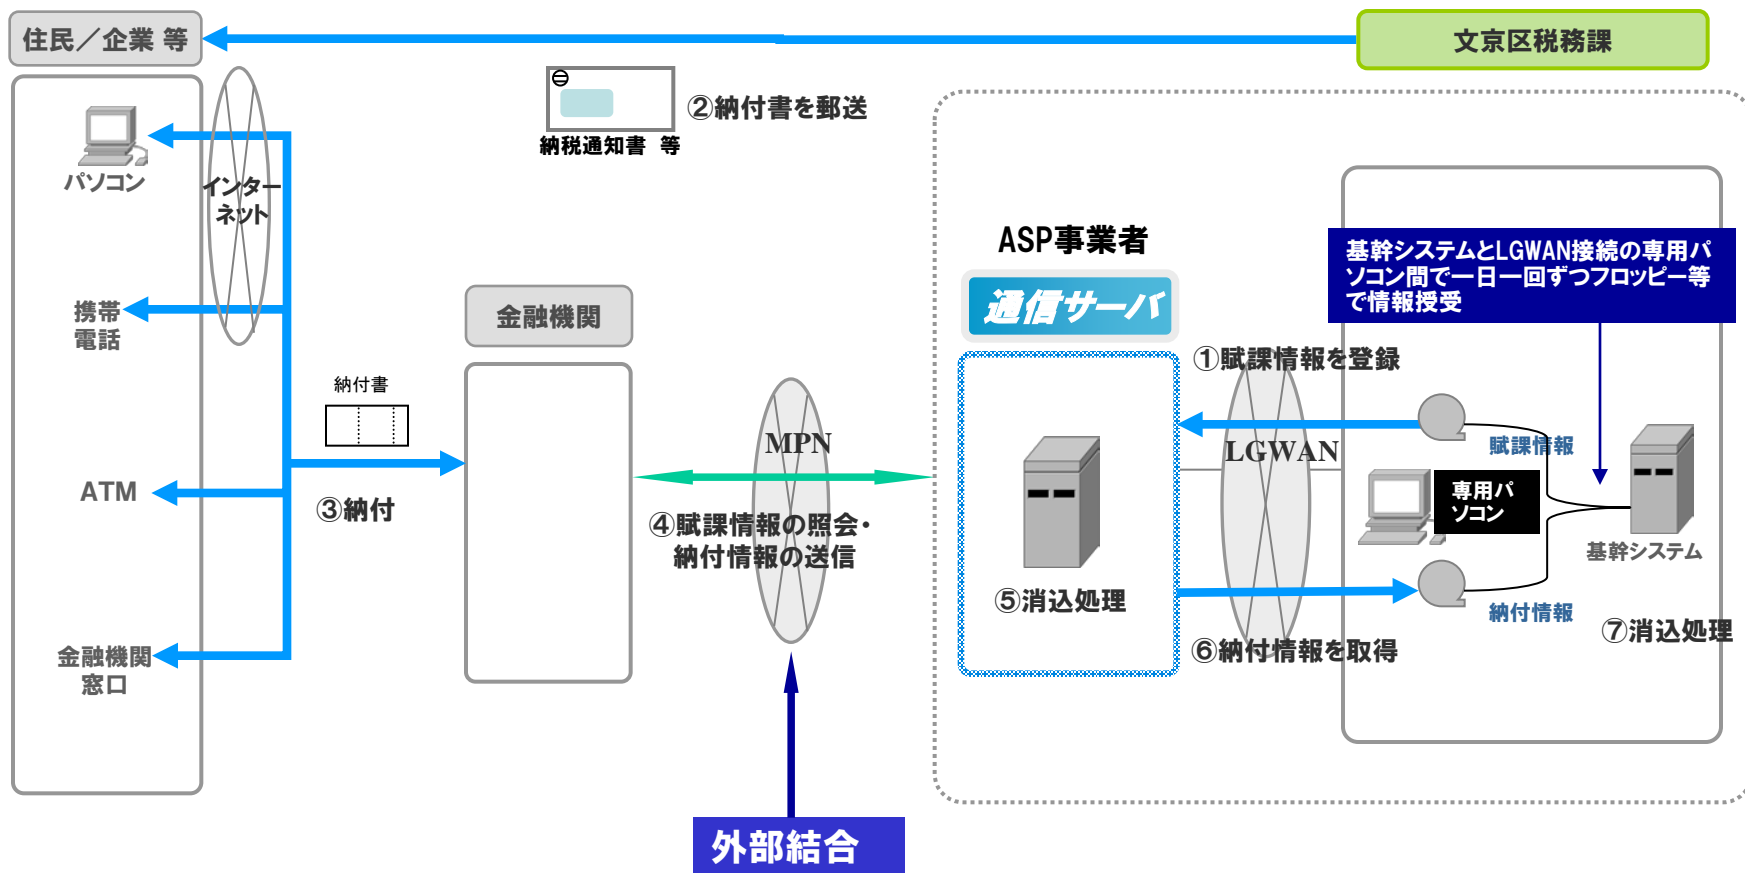 住民／企業 等
文京区税務課
②納付書を郵送
納税通知書 等
パソコン
インター
ネット
ASP事業者
通信サーバ
基幹システムとLGWAN接続の専用パ
ソコン間で一日一回ずつフロッピー等
で情報授受
携帯
電話
金融機関
①賦課情報を登録
納付書
MPN
LGWAN
賦課情報
ATM
③納付
④賦課情報の照会・
納付情報の送信
専用パ
ソコン
基幹システム
⑤消込処理
納付情報
⑥納付情報を取得
⑦消込処理
金融機関
窓口
外部結合